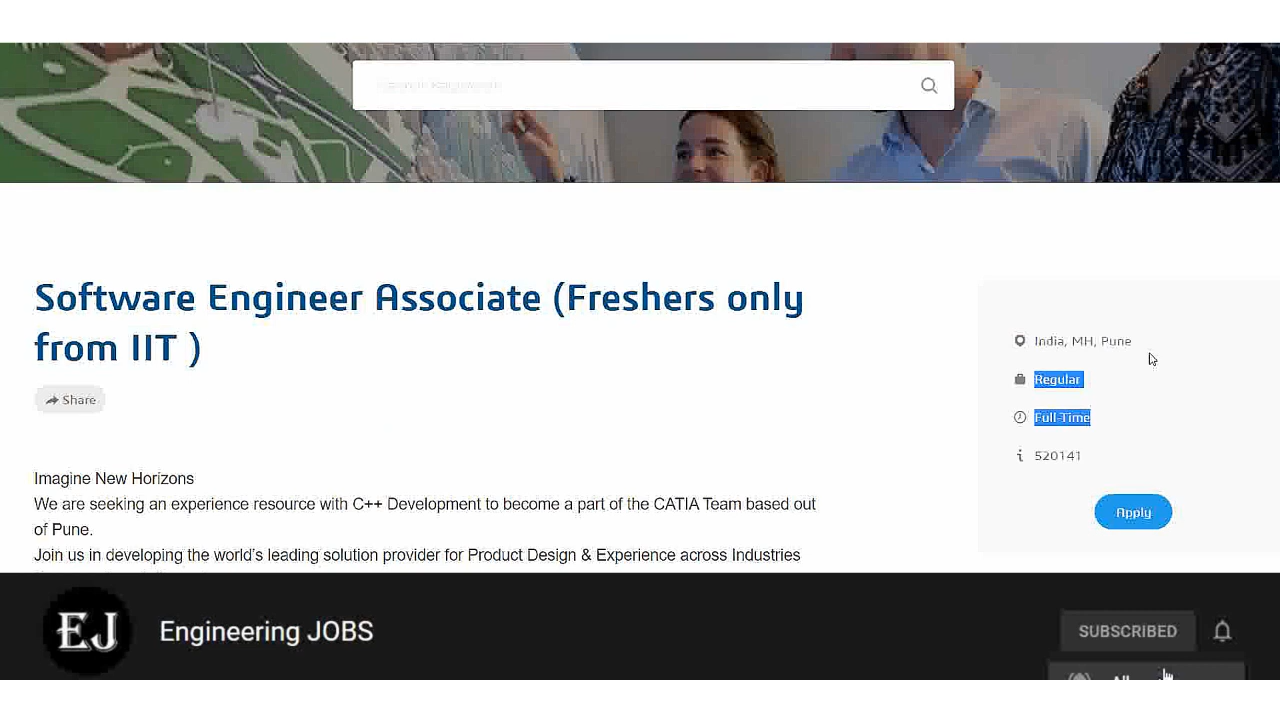 Software Engineer Associate (Freshers only
from IIT )
Share
India, MH, Pune
Regular
Full-Time
520141
Apply
Imagine New Horizons
We are seeking an experience resource with C++ Development to become a part of the CATIA Team based out
of Pune.
Join us in developing the world's leading solution provider for Product Design & Experience across Industries
EJ
Engineering JOBS
SUBSCRIBED